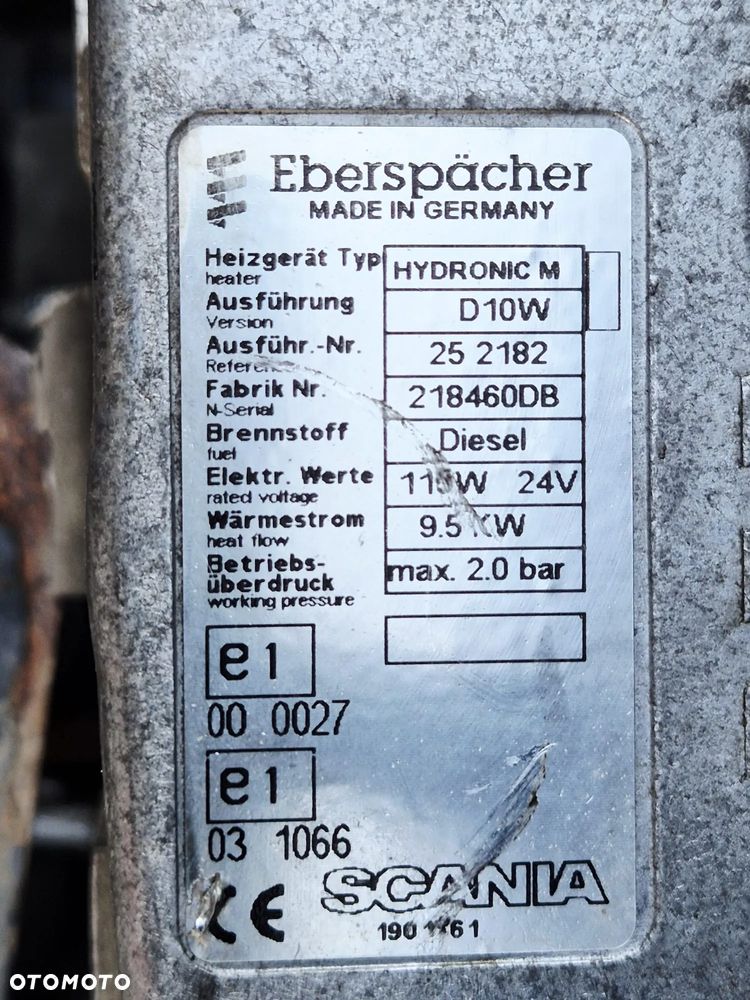 Eberspächer
MADE IN GERMANY
Heizgerät Typ HYDRONIC M
heater
Ausführung D10W
Version
Ausführ.-Nr. 25 2182
Fabrik Nr. 218460DB
N-Serial
Brennstoff Diesel
fuel
Elektr. Werte 24V
rated voltage
Wärmestrom 9.5 KW
heat flow
Betriebs-
überdruck max. 2.0 bar
working pressure
e1
00 0027
e1
03 1066
CE SCANIA
190
OTOMOTO